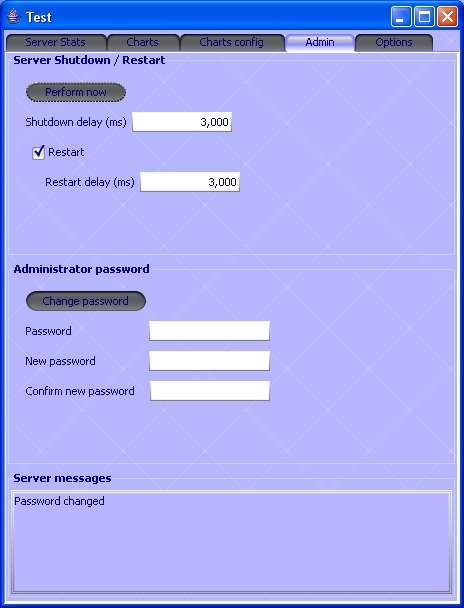 Test
Server Stats Charts Charts config Admin Options
Server Shutdown / Restart
Perform now
Shutdown delay (ms) 3,000
Restart
Restart delay (ms) 3,000
Administrator password
Change password
Password
New password
Confirm new password
Server messages
Password changed